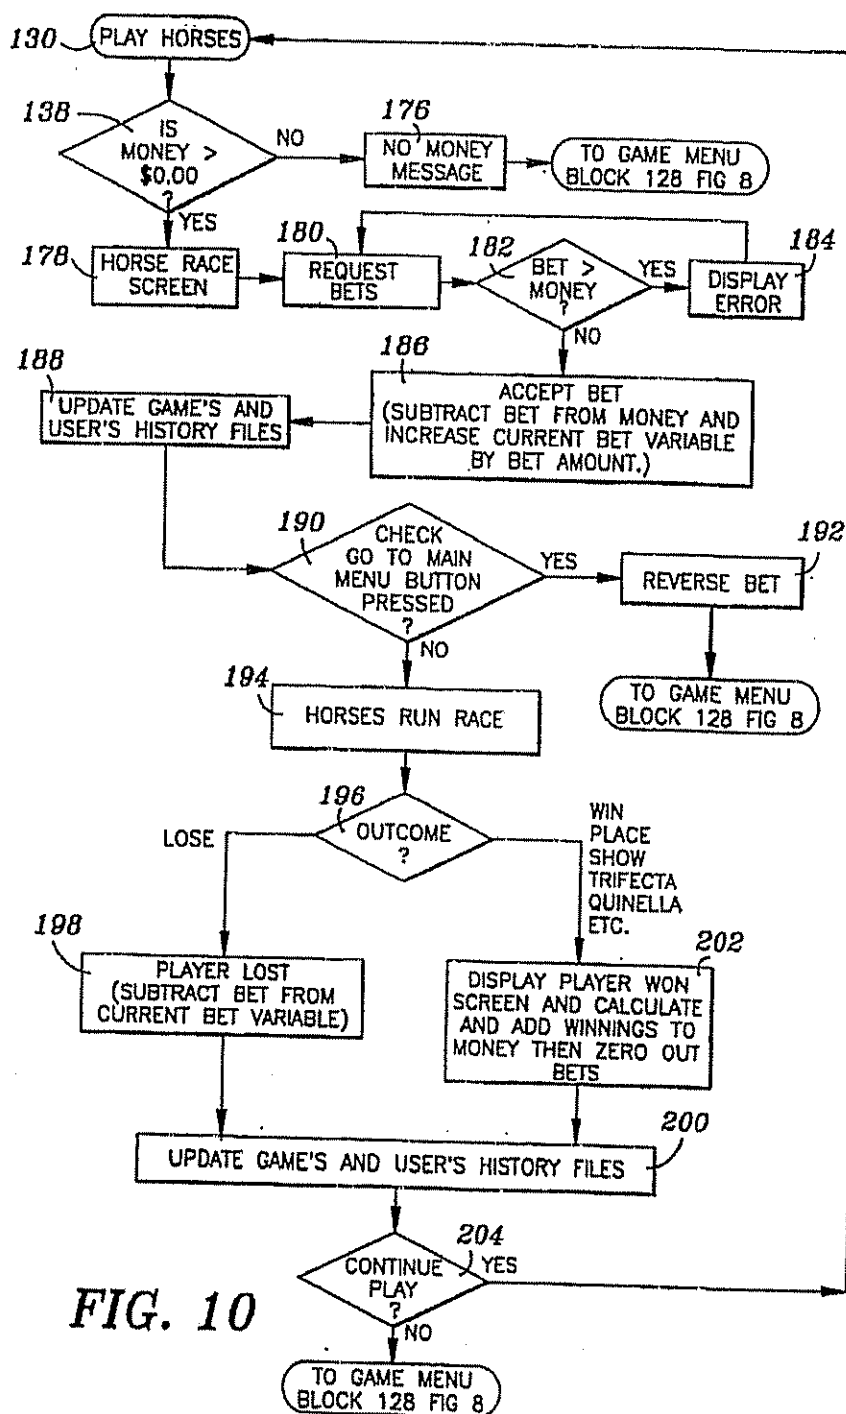 130
PLAY HORSES
138
IS
MONEY >
$0.00
?
NO
YES
176
NO MONEY
MESSAGE
TO GAME MENU
BLOCK 128 FIG 8
178
HORSE RACE
SCREEN
180
REQUEST
BETS
182
BET >
MONEY
?
YES
NO
184
DISPLAY
ERROR
186
ACCEPT BET
(SUBTRACT BET FROM MONEY AND
INCREASE CURRENT BET VARIABLE
BY BET AMOUNT.)
188
UPDATE GAME'S AND
USER'S HISTORY FILES
190
CHECK
GO TO MAIN
MENU BUTTON
PRESSED
?
YES
NO
192
REVERSE BET
TO GAME MENU
BLOCK 128 FIG 8
194
HORSES RUN RACE
196
OUTCOME
?
LOSE
WIN
PLACE
SHOW
TRIFECTA
QUINELLA
ETC.
198
PLAYER LOST
(SUBTRACT BET FROM
CURRENT BET VARIABLE)
202
DISPLAY PLAYER WON
SCREEN AND CALCULATE
AND ADD WINNINGS TO
MONEY THEN ZERO OUT
BETS
200
UPDATE GAME'S AND USER'S HISTORY FILES
204
CONTINUE
PLAY
?
YES
NO
TO GAME MENU
BLOCK 128 FIG 8
FIG. 10